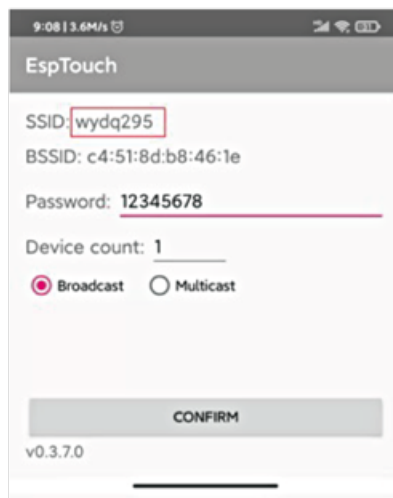 9:08 | 3.6M/s
EspTouch
SSID: wydq295
BSSID: c4:51:8d:b8:46:1e
Password: 12345678
Device count: 1
Broadcast Multicast
CONFIRM
v0.3.7.0